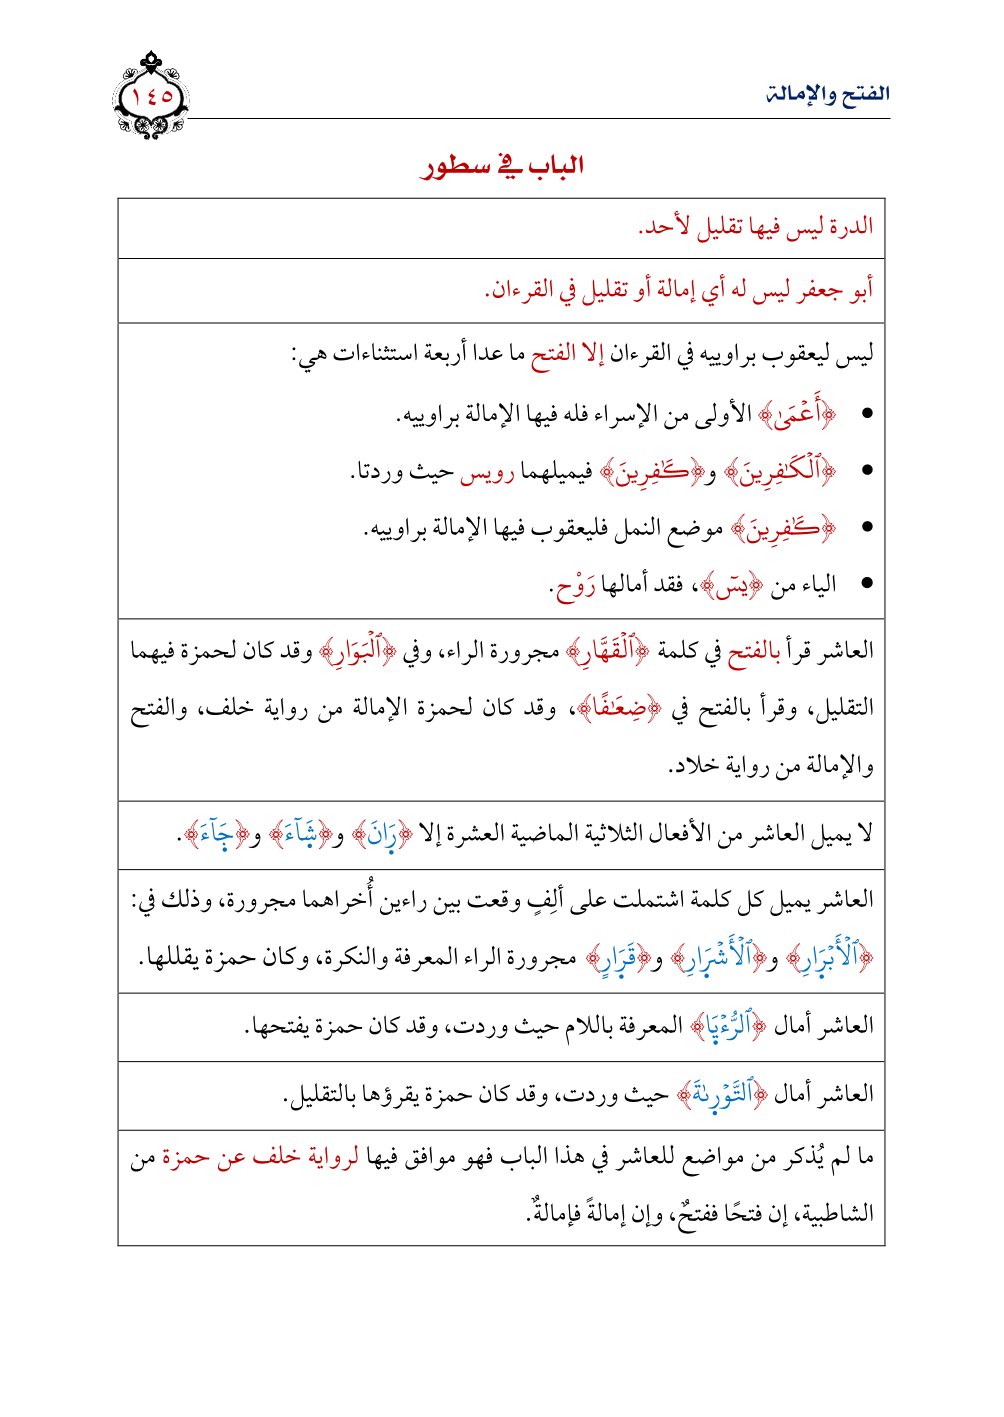 الفتح والإمالة
١٤٥
الباب في سطور
الدرة ليس فيها تقليل لأحد.
أبو جعفر ليس له أي إمالة أو تقليل في القرءان.
ليس ليعقوب براوييه في القرءان إلا الفتح ما عدا أربعة استثناءات هي:
• ﴿أَعۡمَىٰ﴾ الأولى من الإسراء فله فيها الإمالة براوييه.
• ﴿ٱلۡكَٰفِرِينَ﴾ و﴿كَٰفِرِينَ﴾ فيميلهما رويس حيث وردتا.
• ﴿كَٰفِرِينَ﴾ موضع النمل فليعقوب فيها الإمالة براوييه.
• الياء من ﴿يسٓ﴾، فقد أمالها رَوْح.
العاشر قرأ بالفتح في كلمة ﴿ٱلۡقَهَّارِ﴾ مجرورة الراء، وفي ﴿ٱلۡبَوَارِ﴾ وقد كان لحمزة فيهما
التقليل، وقرأ بالفتح في ﴿ضِعَٰفًا﴾، وقد كان لحمزة الإمالة من رواية خلف، والفتح
والإمالة من رواية خلاد.
لا يميل العاشر من الأفعال الثلاثية الماضية العشرة إلا ﴿رَانَ﴾ و﴿شَآءَ﴾ و﴿جَآءَ﴾.
العاشر يميل كل كلمة اشتملت على ألِفٍ وقعت بين راءين أُخراهما مجرورة، وذلك في:
﴿ٱلۡأَبۡرَارِ﴾ و﴿ٱلۡأَشۡرَارِ﴾ و﴿قَرَارٍ﴾ مجرورة الراء المعرفة والنكرة، وكان حمزة يقللها.
العاشر أمال ﴿ٱلرُّءۡيَا﴾ المعرفة باللام حيث وردت، وقد كان حمزة يفتحها.
العاشر أمال ﴿ٱلتَّوۡرىٰةَ﴾ حيث وردت، وقد كان حمزة يقرؤها بالتقليل.
ما لم يُذكر من مواضع للعاشر في هذا الباب فهو موافق فيها لرواية خلف عن حمزة من
الشاطبية، إن فتحًا ففتحٌ، وإن إمالةً فإمالةٌ.